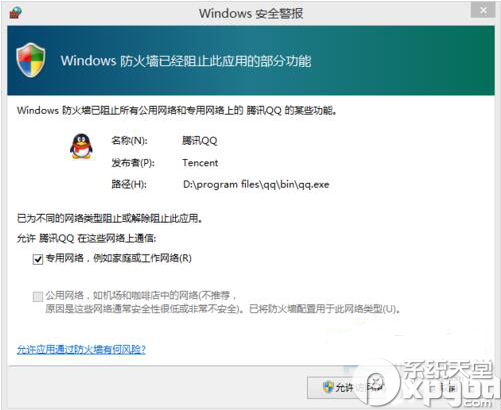 Windows 安全警报
Windows 防火墙已经阻止此应用的部分功能
Windows 防火墙已阻止所有公用网络和专用网络上的 腾讯QQ 的某些功能。
名称(N): 腾讯QQ
发布者(P): Tencent
路径(H): D:\program files\qq\bin\qq.exe
已为不同的网络类型阻止或解除阻止此应用。
允许 腾讯QQ 在这些网络上通信:
专用网络，例如家庭或工作网络(R)
公用网络，如机场和咖啡店中的网络(不推荐，
原因是这些网络通常安全性很低或非常不安全)。已将防火墙配置用于此网络类型(U)。
允许应用通过防火墙有何风险?
允许访
系统天堂